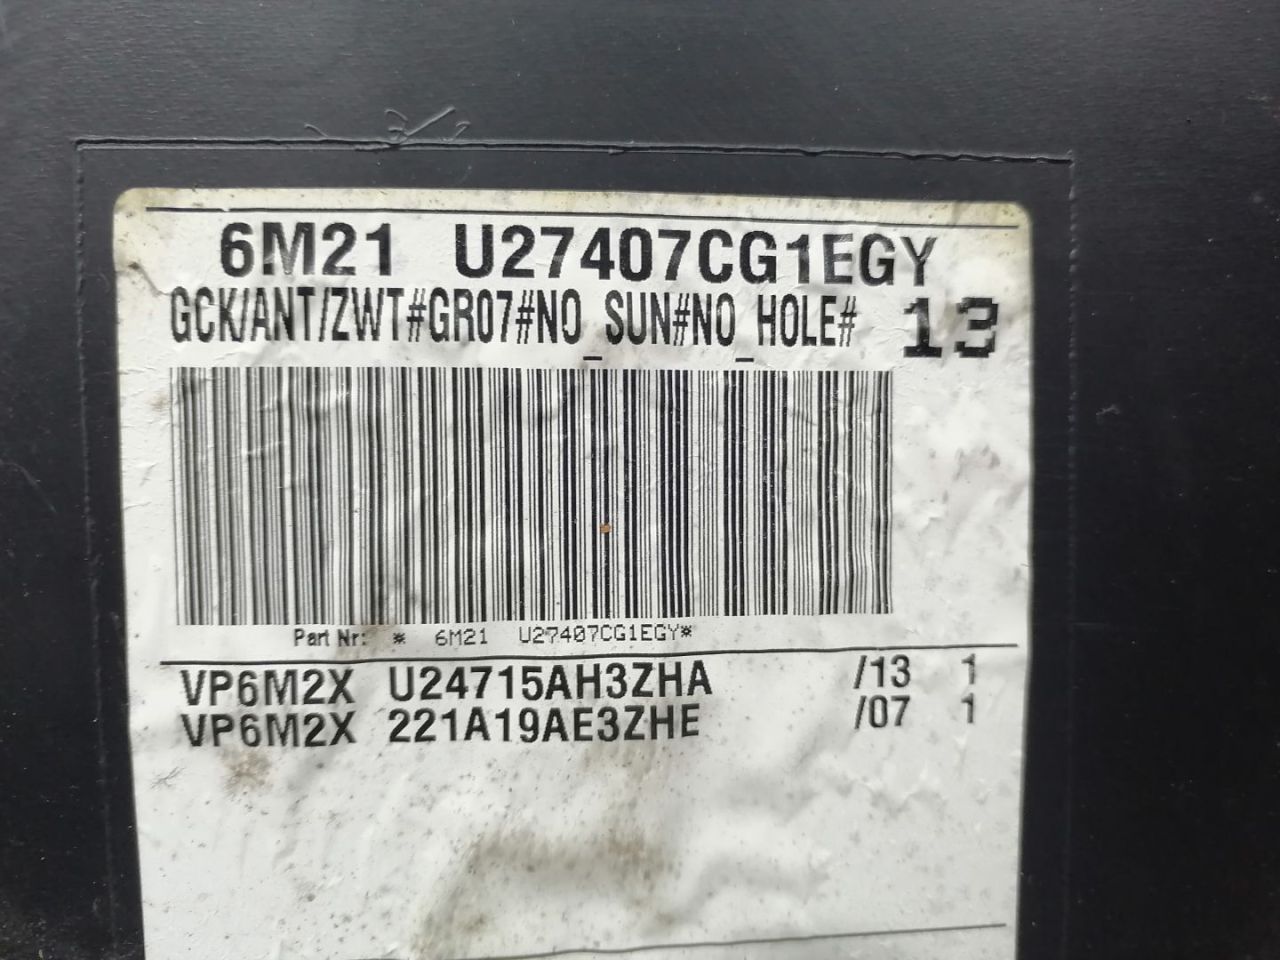 6M21 U27407CG1EGY
GCK/ANT/ZWT#GR07#NO_SUN#NO_HOLE# 13
Part Nr: * 6M21 U27407CG1EGY*
VP6M2X U24715AH3ZHA /13 1
VP6M2X 221A19AE3ZHE /07 1